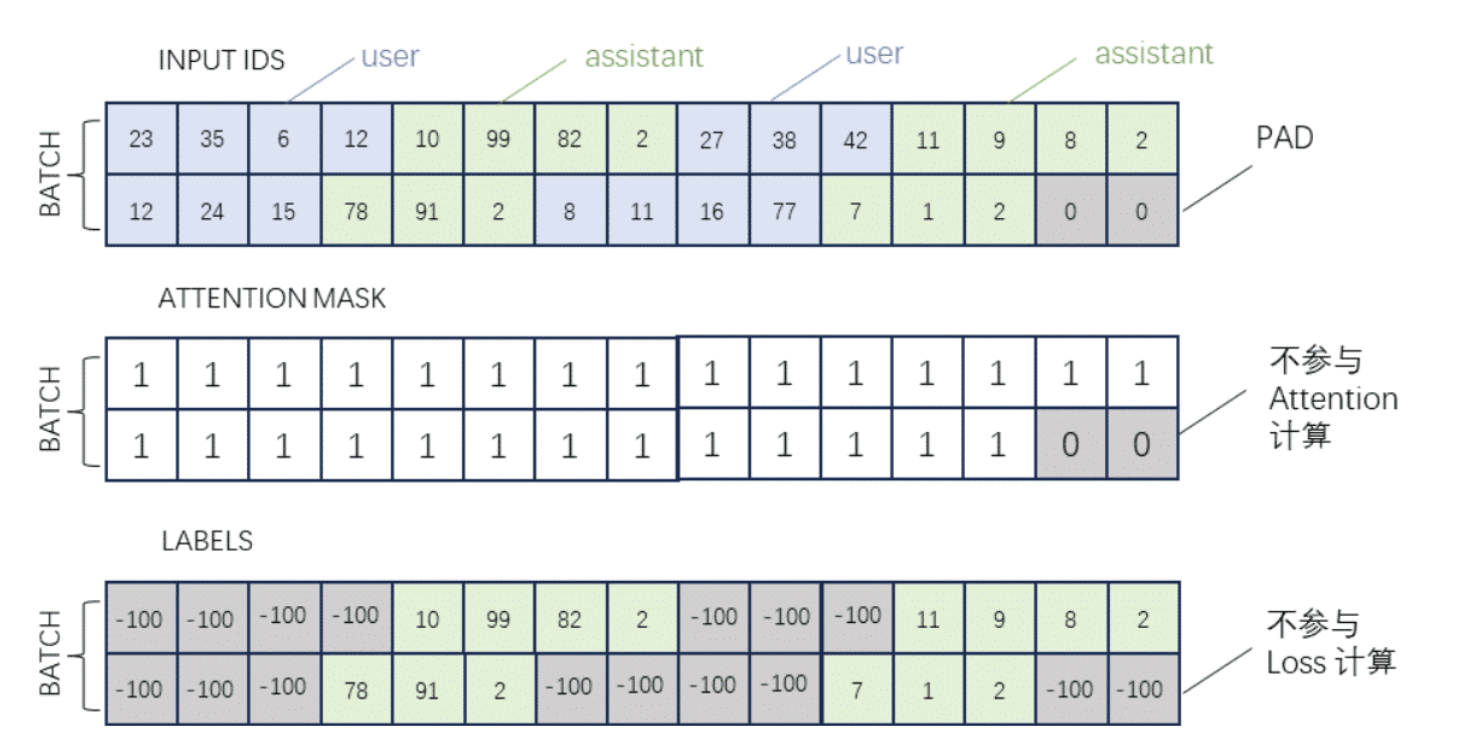 INPUT IDS user assistant user assistant
BATCH
23 35 6 12 10 99 82 2 27 38 42 11 9 8 2
12 24 15 78 91 2 8 11 16 77 7 1 2 0 0
PAD
ATTENTION MASK
BATCH
1 1 1 1 1 1 1 1 1 1 1 1 1 1 1
1 1 1 1 1 1 1 1 1 1 1 1 1 0 0
不参与
Attention
计算
LABELS
BATCH
-100 -100 -100 -100 10 99 82 2 -100 -100 -100 11 9 8 2
-100 -100 -100 78 91 2 -100 -100 -100 -100 7 1 2 -100 -100
不参与
Loss 计算